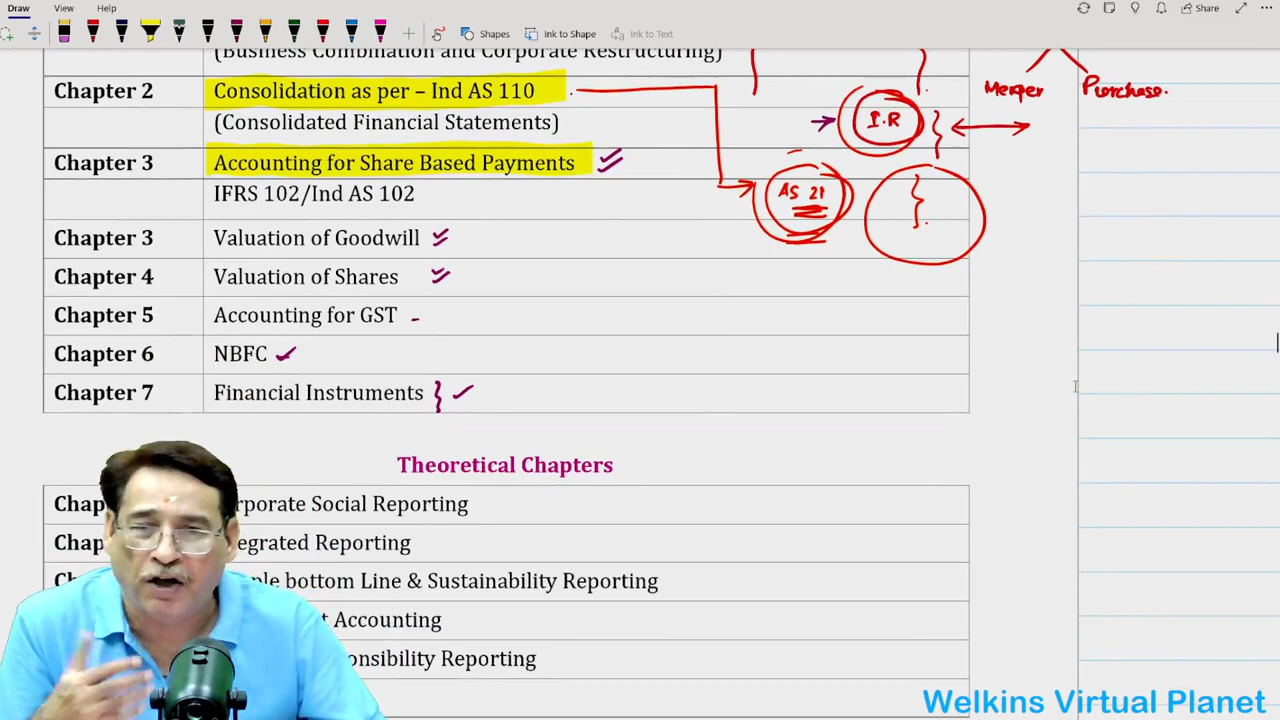 Draw View Help Share
Shapes Ink to Shape Ink to Text
(Business Combination and Corporate Restructuring)
Merger Purchase.
Chapter 2 Consolidation as per – Ind AS 110
(Consolidated Financial Statements)
I.R
Chapter 3 Accounting for Share Based Payments
IFRS 102/Ind AS 102
AS 21
Chapter 3 Valuation of Goodwill
Chapter 4 Valuation of Shares
Chapter 5 Accounting for GST
Chapter 6 NBFC
Chapter 7 Financial Instruments
Theoretical Chapters
Chap rporate Social Reporting
Chap egrated Reporting
Cha ple bottom Line & Sustainability Reporting
t Accounting
onsibility Reporting
Welkins Virtual Planet